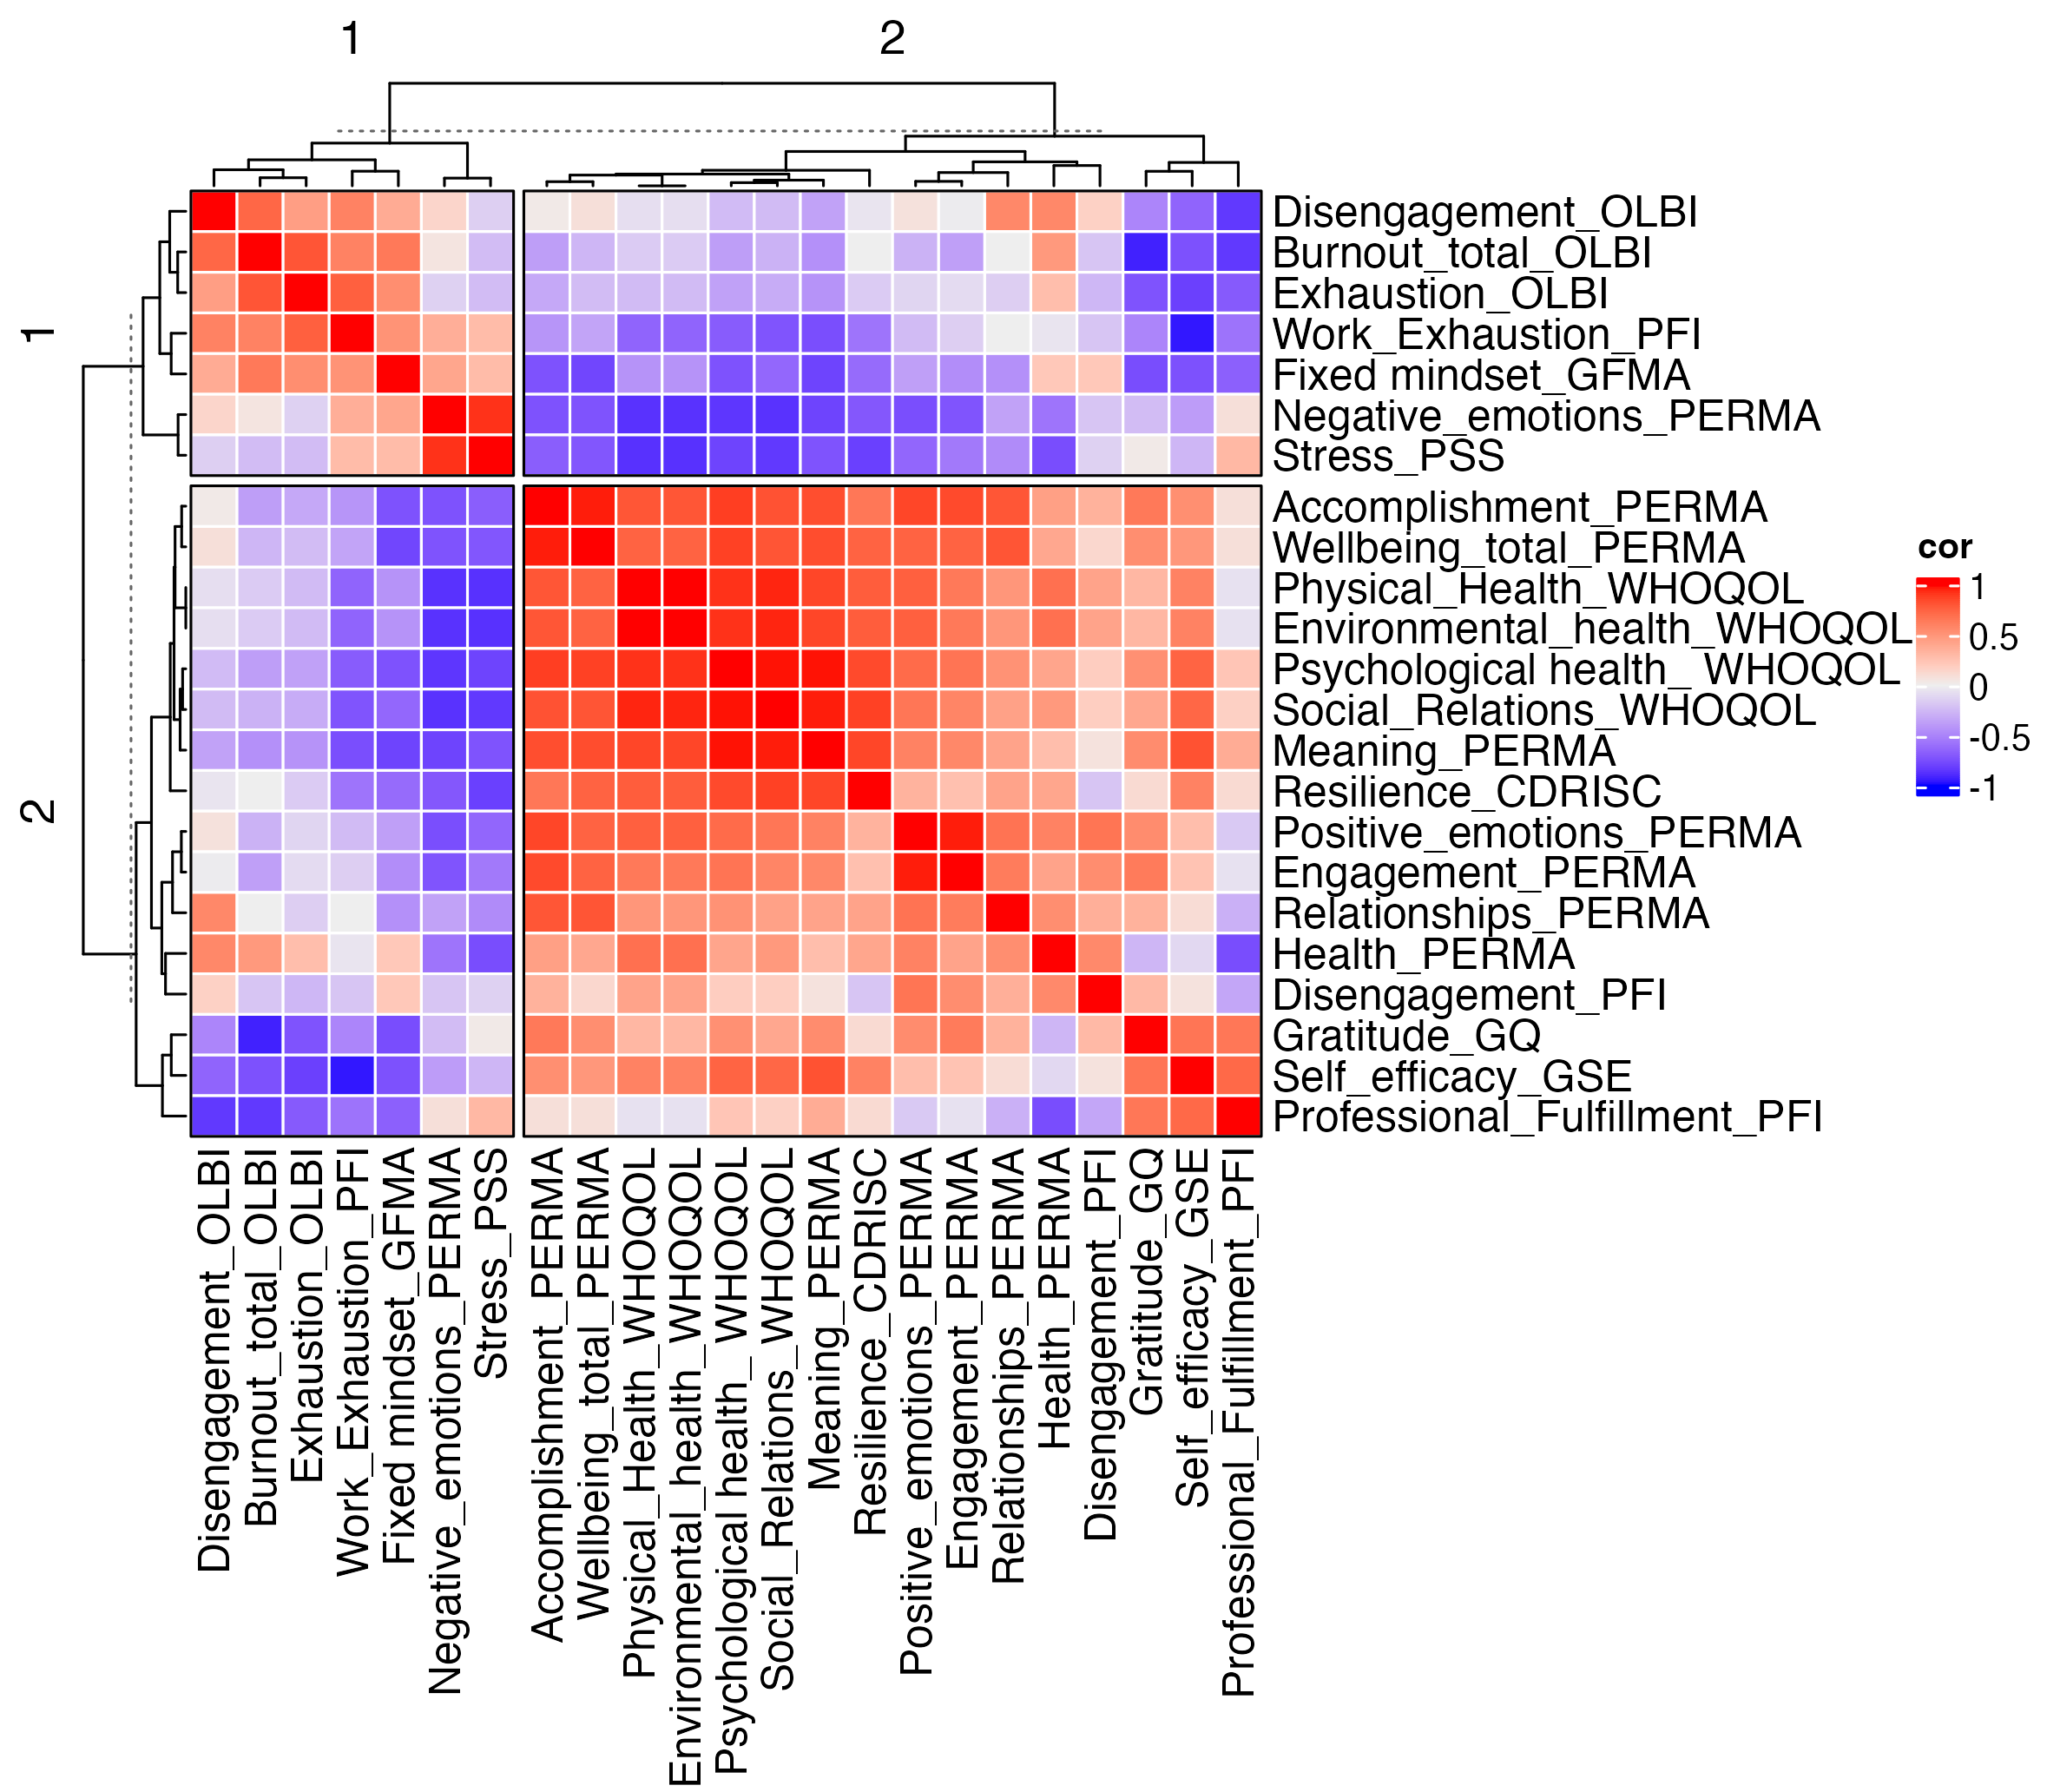 1
2
1
2
Disengagement_OLBI
Burnout_total_OLBI
Exhaustion_OLBI
Work_Exhaustion_PFI
Fixed mindset_GFMA
Negative_emotions_PERMA
Stress_PSS
Accomplishment_PERMA
Wellbeing_total_PERMA
Physical_Health_WHOQOL
Environmental_health_WHOQOL
Psychological health_ WHOQOL
Social_Relations_WHOQOL
Meaning_PERMA
Resilience_CDRISC
Positive_emotions_PERMA
Engagement_PERMA
Relationships_PERMA
Health_PERMA
Disengagement_PFI
Gratitude_GQ
Self_efficacy_GSE
Professional_Fulfillment_PFI
cor
1
0.5
0
-0.5
-1
Disengagement_OLBI
Burnout_total_OLBI
Exhaustion_OLBI
Work_Exhaustion_PFI
Fixed mindset_GFMA
Negative_emotions_PERMA
Stress_PSS
Accomplishment_PERMA
Wellbeing_total_PERMA
Physical_Health_WHOQOL
Environmental_health_WHOQOL
Psychological health_ WHOQOL
Social_Relations_WHOQOL
Meaning_PERMA
Resilience_CDRISC
Positive_emotions_PERMA
Engagement_PERMA
Relationships_PERMA
Health_PERMA
Disengagement_PFI
Gratitude_GQ
Self_efficacy_GSE
Professional_Fulfillment_PFI